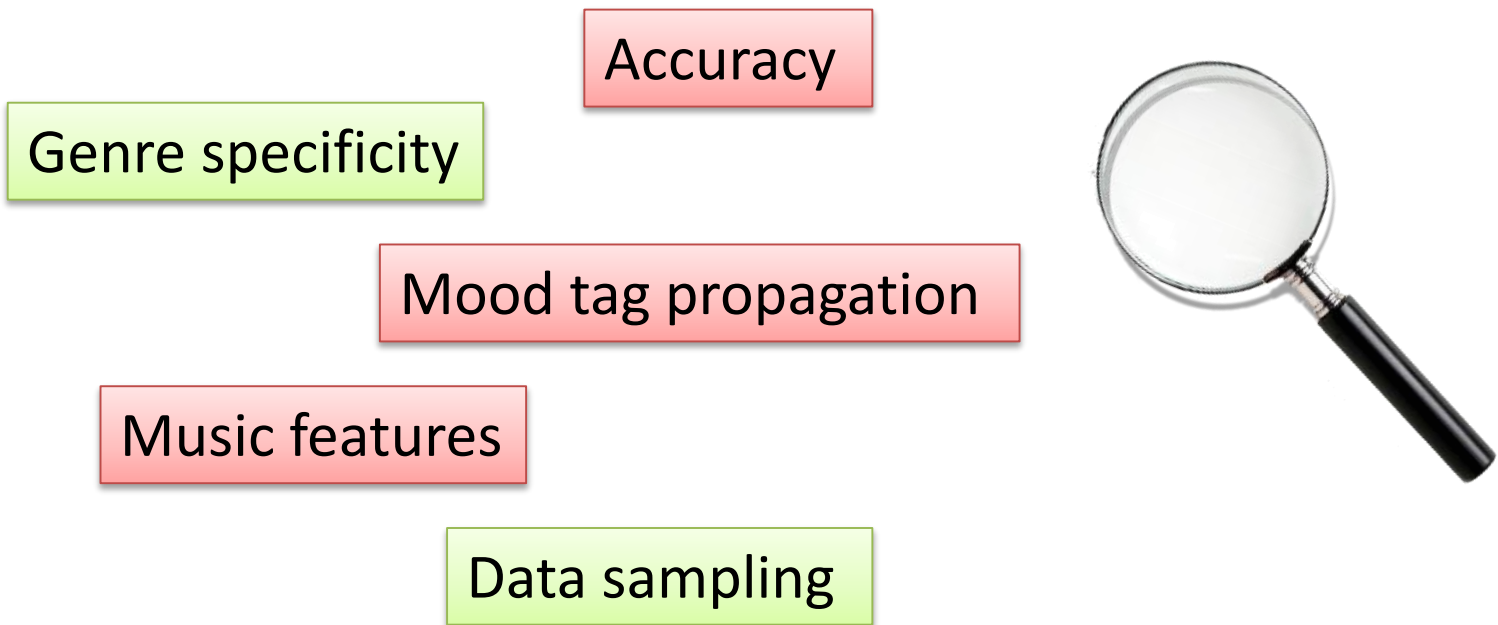 Accuracy
Genre specificity
Mood tag propagation
Music features
Data sampling